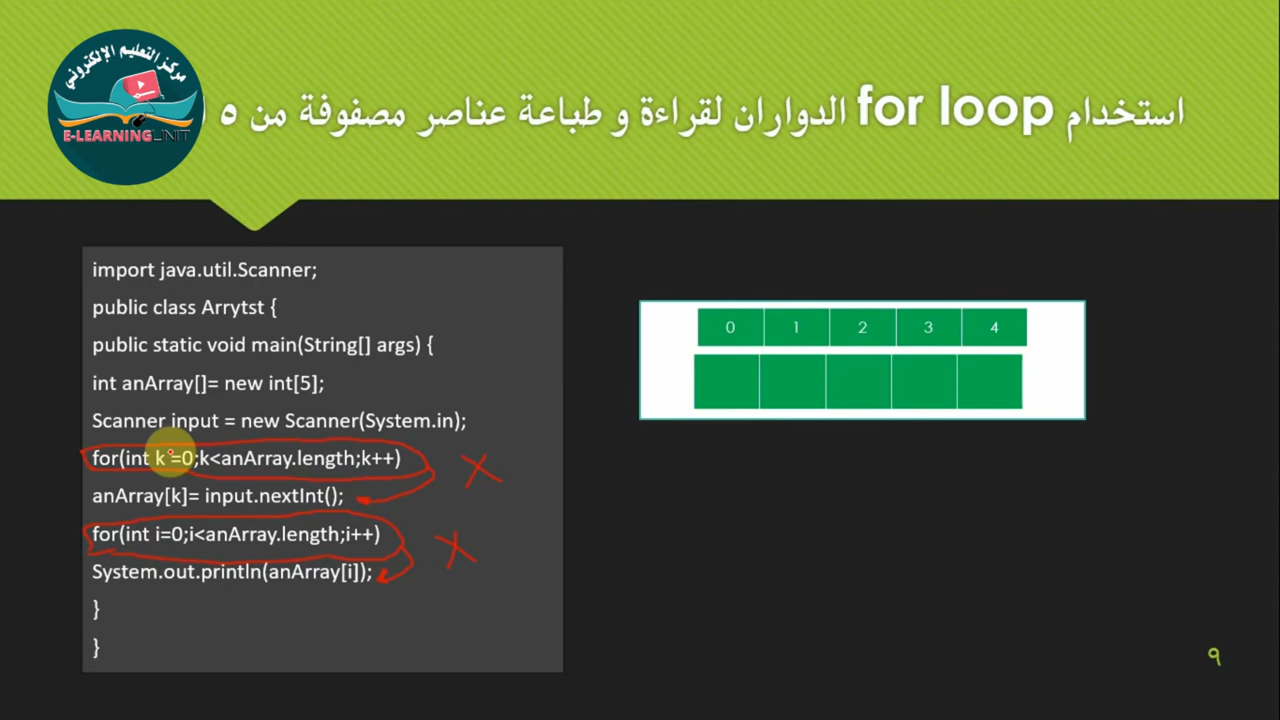 مركز التعليم الإلكتروني
E-LEARNING UNIT
استخدام for loop الدواران لقراءة و طباعة عناصر مصفوفة من ٥
import java.util.Scanner;
public class Arrytst {
public static void main(String[] args) {
int anArray[]= new int[5];
Scanner input = new Scanner(System.in);
for(int k =0;k<anArray.length;k++)
anArray[k]= input.nextInt();
for(int i=0;i<anArray.length;i++)
System.out.println(anArray[i]);
}
}
0 1 2 3 4
٩